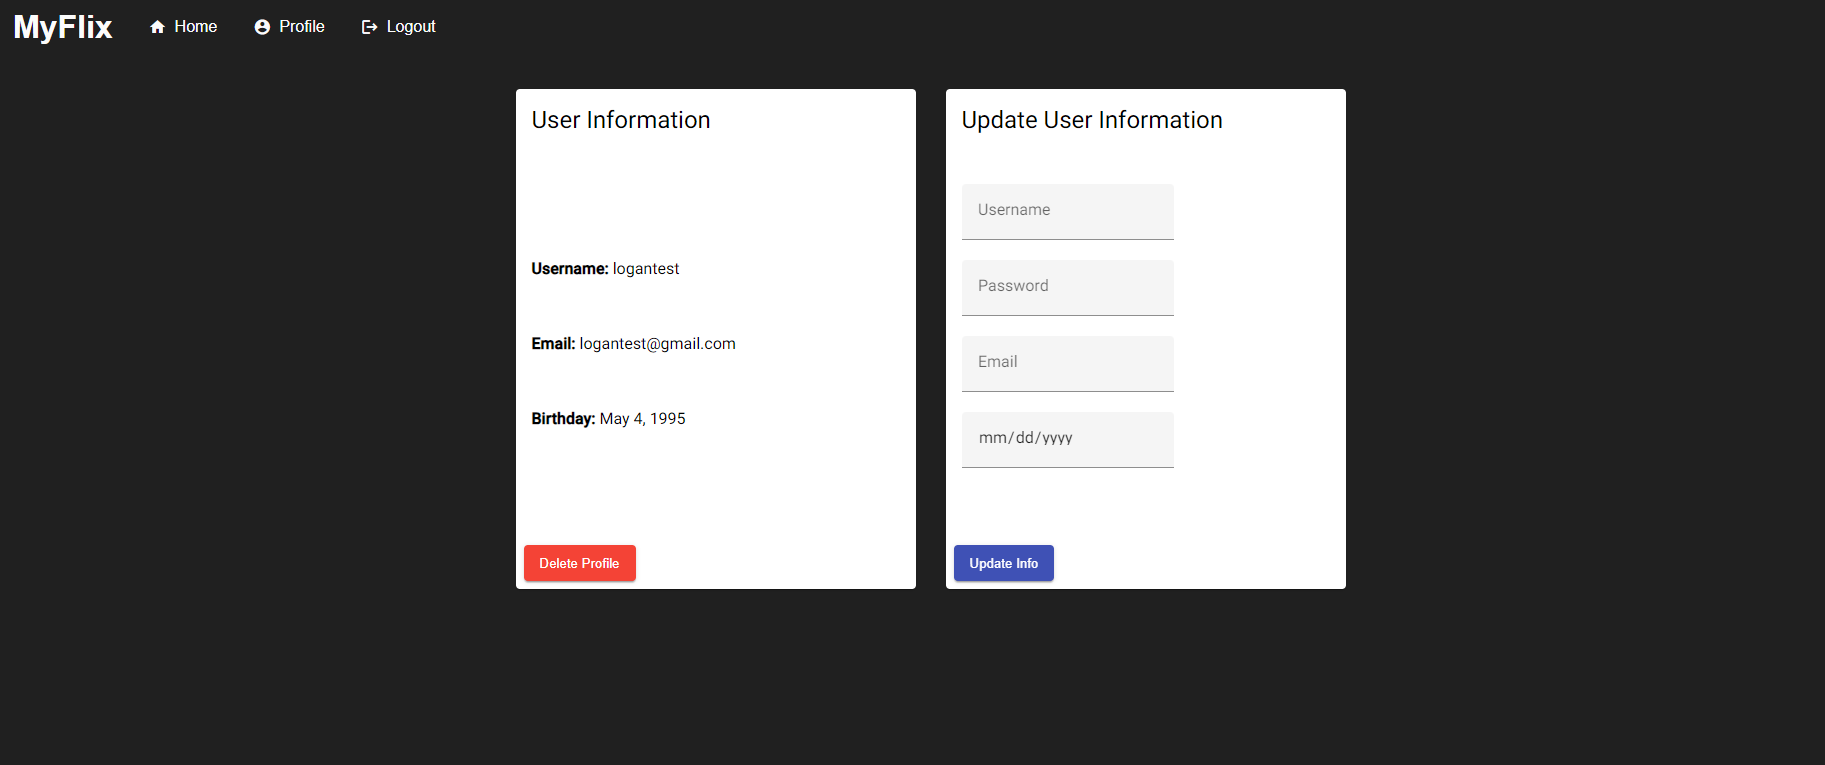 MyFlix Home Profile Logout
User Information
Username: logantest
Email: logantest@gmail.com
Birthday: May 4, 1995
Delete Profile
Update User Information
Username
Password
Email
mm/dd/yyyy
Update Info